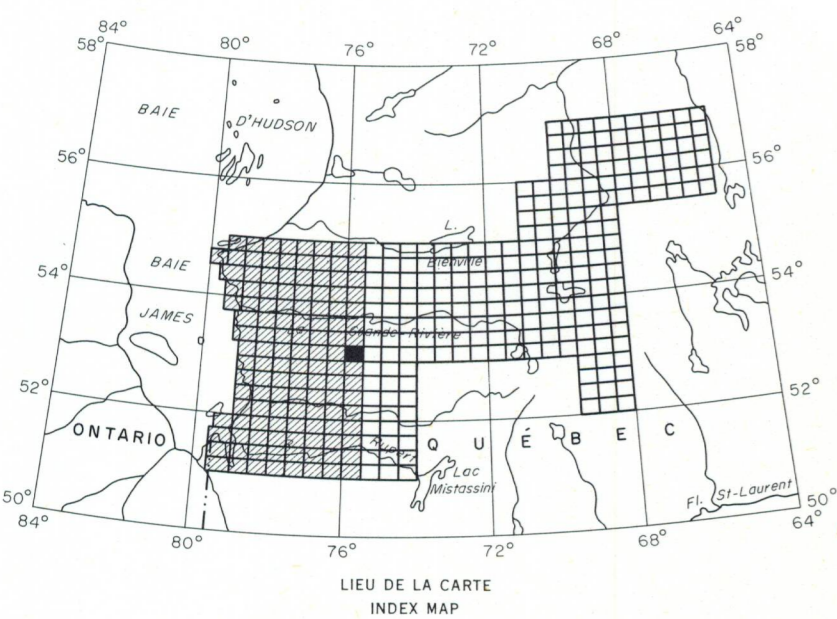 84° 80° 76° 72° 68° 64°
58° 58°
BAIE
D'HUDSON
56° 56°
L.
Bienville
BAIE
54° 54°
JAMES
La Grande-Rivière
52° 52°
ONTARIO
QUÉBEC
R. Rupert
Lac
Mistassini
Fl. St-Laurent
50° 50°
84° 80° 76° 72° 68° 64°
LIEU DE LA CARTE
INDEX MAP